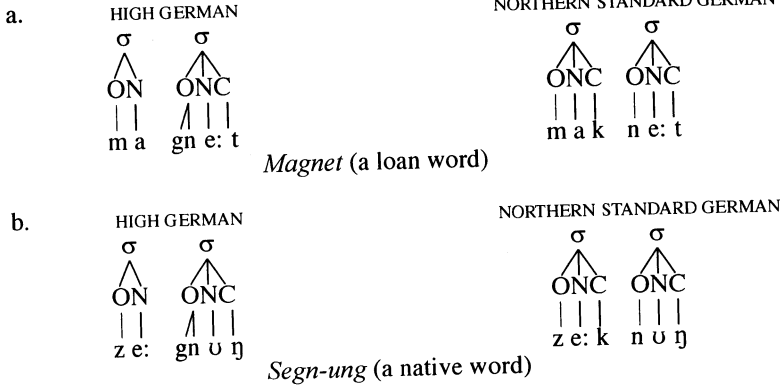 a. HIGH GERMAN NORTHERN STANDARD GERMAN
σ σ σ σ
ON ONC ONC ONC
m a gn e: t m a k n e: t
Magnet (a loan word)
b. HIGH GERMAN NORTHERN STANDARD GERMAN
σ σ σ σ
ON ONC ONC ONC
z e: gn ʊ ŋ z e: k n ʊ ŋ
Segn-ung (a native word)